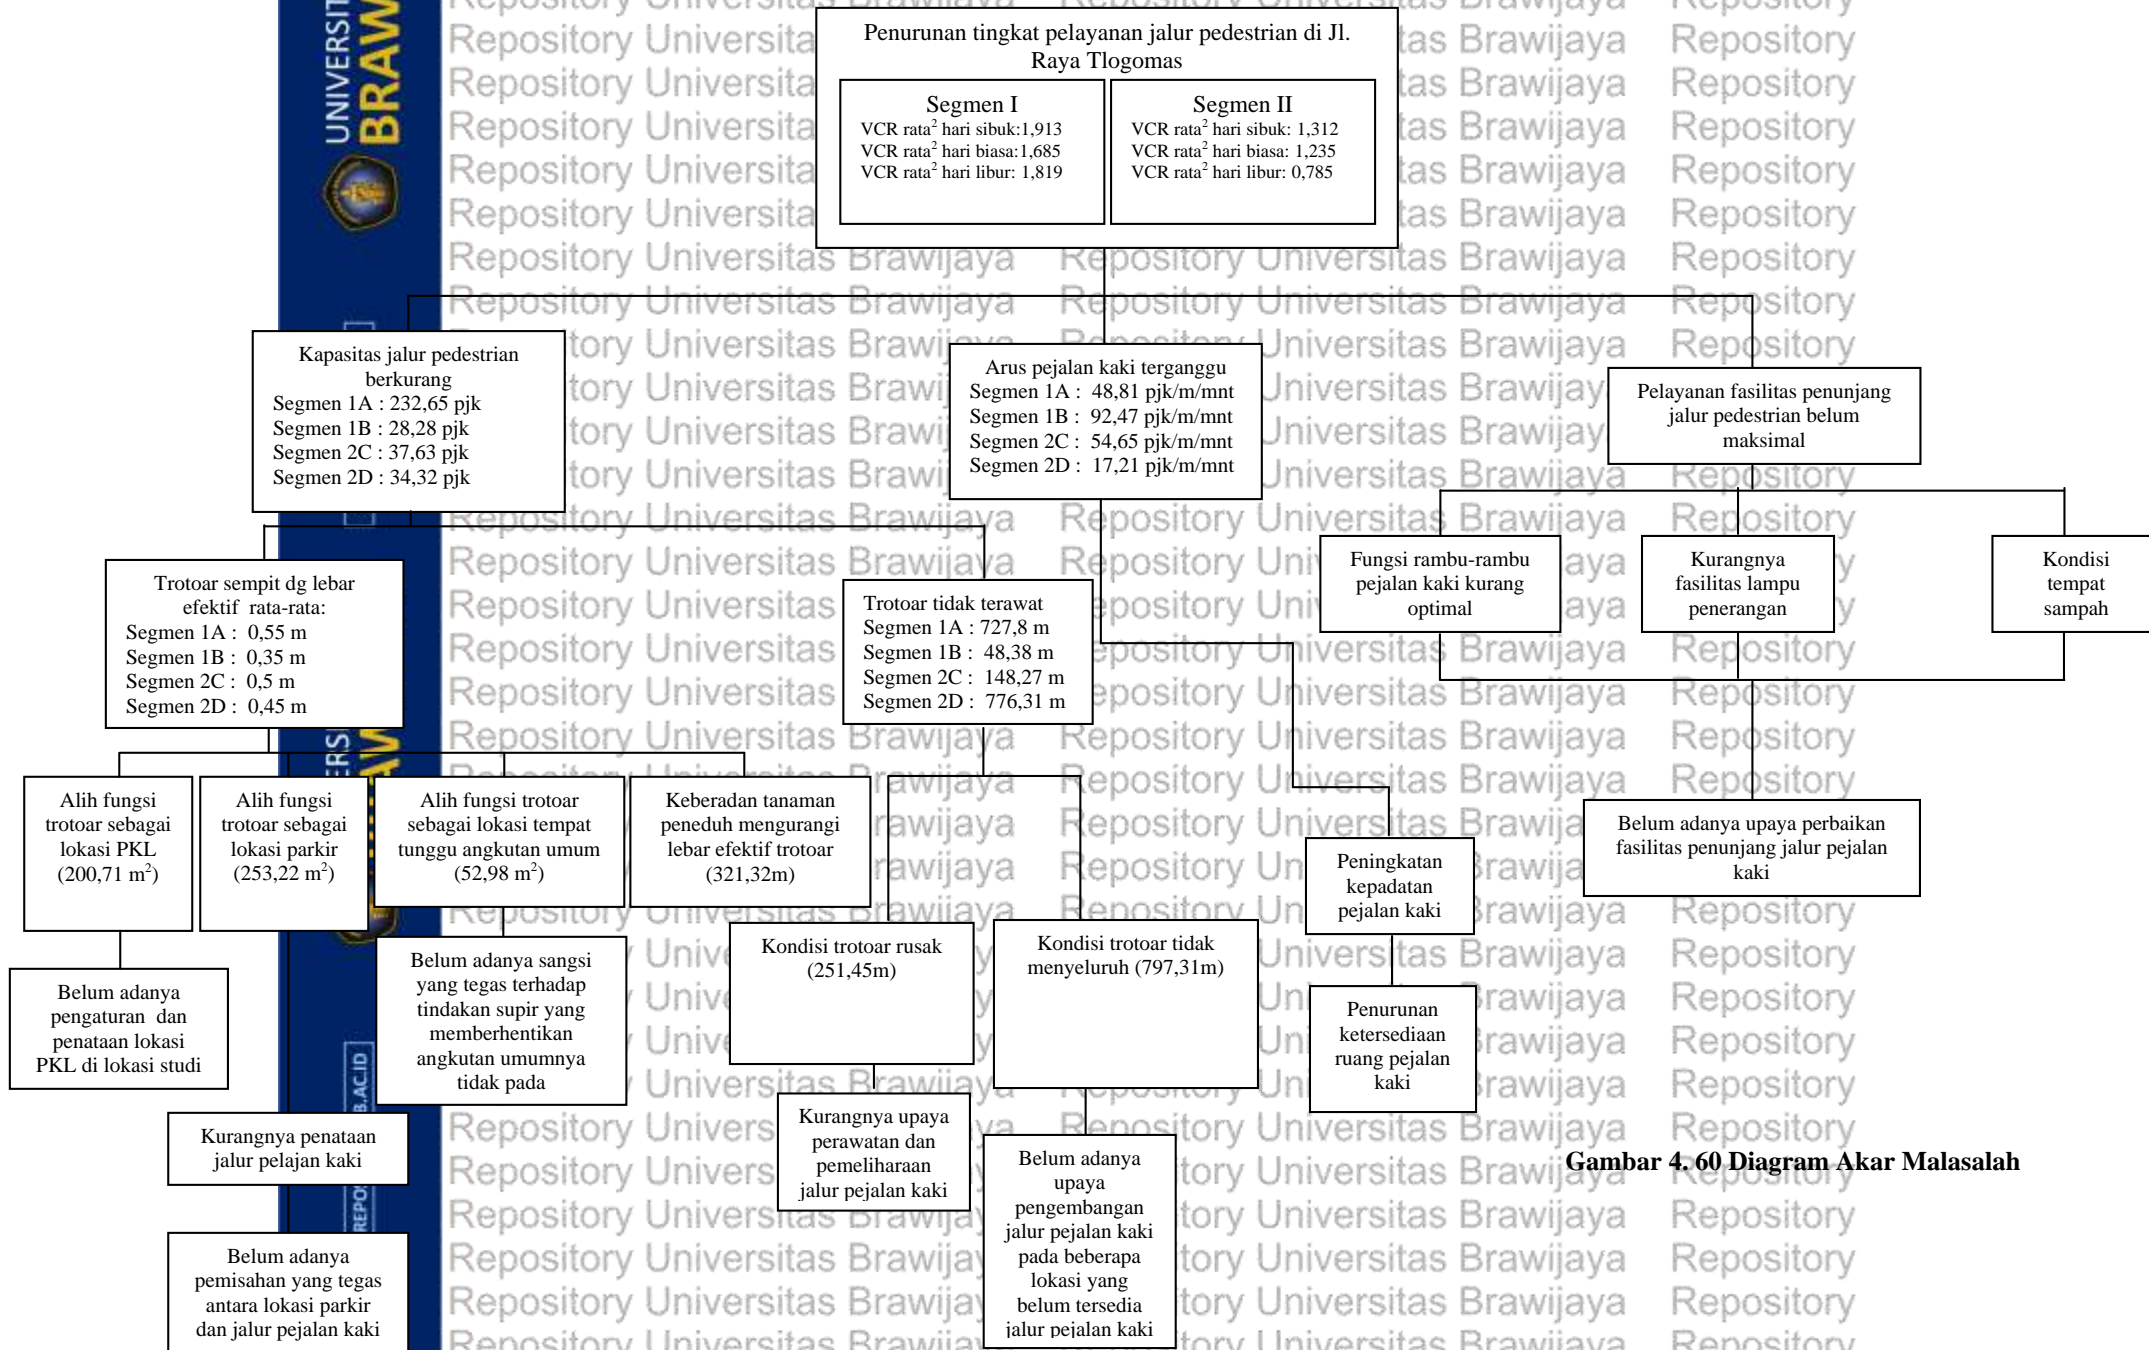 Penurunan tingkat pelayanan jalur pedestrian di Jl.
Raya Tlogomas
Segmen I
VCR rata² hari sibuk:1,913
VCR rata² hari biasa:1,685
VCR rata² hari libur: 1,819
Segmen II
VCR rata² hari sibuk: 1,312
VCR rata² hari biasa: 1,235
VCR rata² hari libur: 0,785
Kapasitas jalur pedestrian
berkurang
Segmen 1A : 232,65 pjk
Segmen 1B : 28,28 pjk
Segmen 2C : 37,63 pjk
Segmen 2D : 34,32 pjk
Arus pejalan kaki terganggu
Segmen 1A : 48,81 pjk/m/mnt
Segmen 1B : 92,47 pjk/m/mnt
Segmen 2C : 54,65 pjk/m/mnt
Segmen 2D : 17,21 pjk/m/mnt
Pelayanan fasilitas penunjang
jalur pedestrian belum
maksimal
Trotoar sempit dg lebar
efektif rata-rata:
Segmen 1A : 0,55 m
Segmen 1B : 0,35 m
Segmen 2C : 0,5 m
Segmen 2D : 0,45 m
Trotoar tidak terawat
Segmen 1A : 727,8 m
Segmen 1B : 48,38 m
Segmen 2C : 148,27 m
Segmen 2D : 776,31 m
Fungsi rambu-rambu
pejalan kaki kurang
optimal
Kurangnya
fasilitas lampu
penerangan
Kondisi
tempat
sampah
Alih fungsi
trotoar sebagai
lokasi PKL
(200,71 m²)
Alih fungsi
trotoar sebagai
lokasi parkir
(253,22 m²)
Alih fungsi trotoar
sebagai lokasi tempat
tunggu angkutan umum
(52,98 m²)
Keberadan tanaman
peneduh mengurangi
lebar efektif trotoar
(321,32m)
Peningkatan
kepadatan
pejalan kaki
Belum adanya upaya perbaikan
fasilitas penunjang jalur pejalan
kaki
Belum adanya
pengaturan dan
penataan lokasi
PKL di lokasi studi
Belum adanya sangsi
yang tegas terhadap
tindakan supir yang
memberhentikan
angkutan umumnya
tidak pada
Kondisi trotoar rusak
(251,45m)
Kondisi trotoar tidak
menyeluruh (797,31m)
Penurunan
ketersediaan
ruang pejalan
kaki
Kurangnya penataan
jalur pelajan kaki
Kurangnya upaya
perawatan dan
pemeliharaan
jalur pejalan kaki
Belum adanya
upaya
pengembangan
jalur pejalan kaki
pada beberapa
lokasi yang
belum tersedia
jalur pejalan kaki
Belum adanya
pemisahan yang tegas
antara lokasi parkir
dan jalur pejalan kaki
Gambar 4. 60 Diagram Akar Malasalah